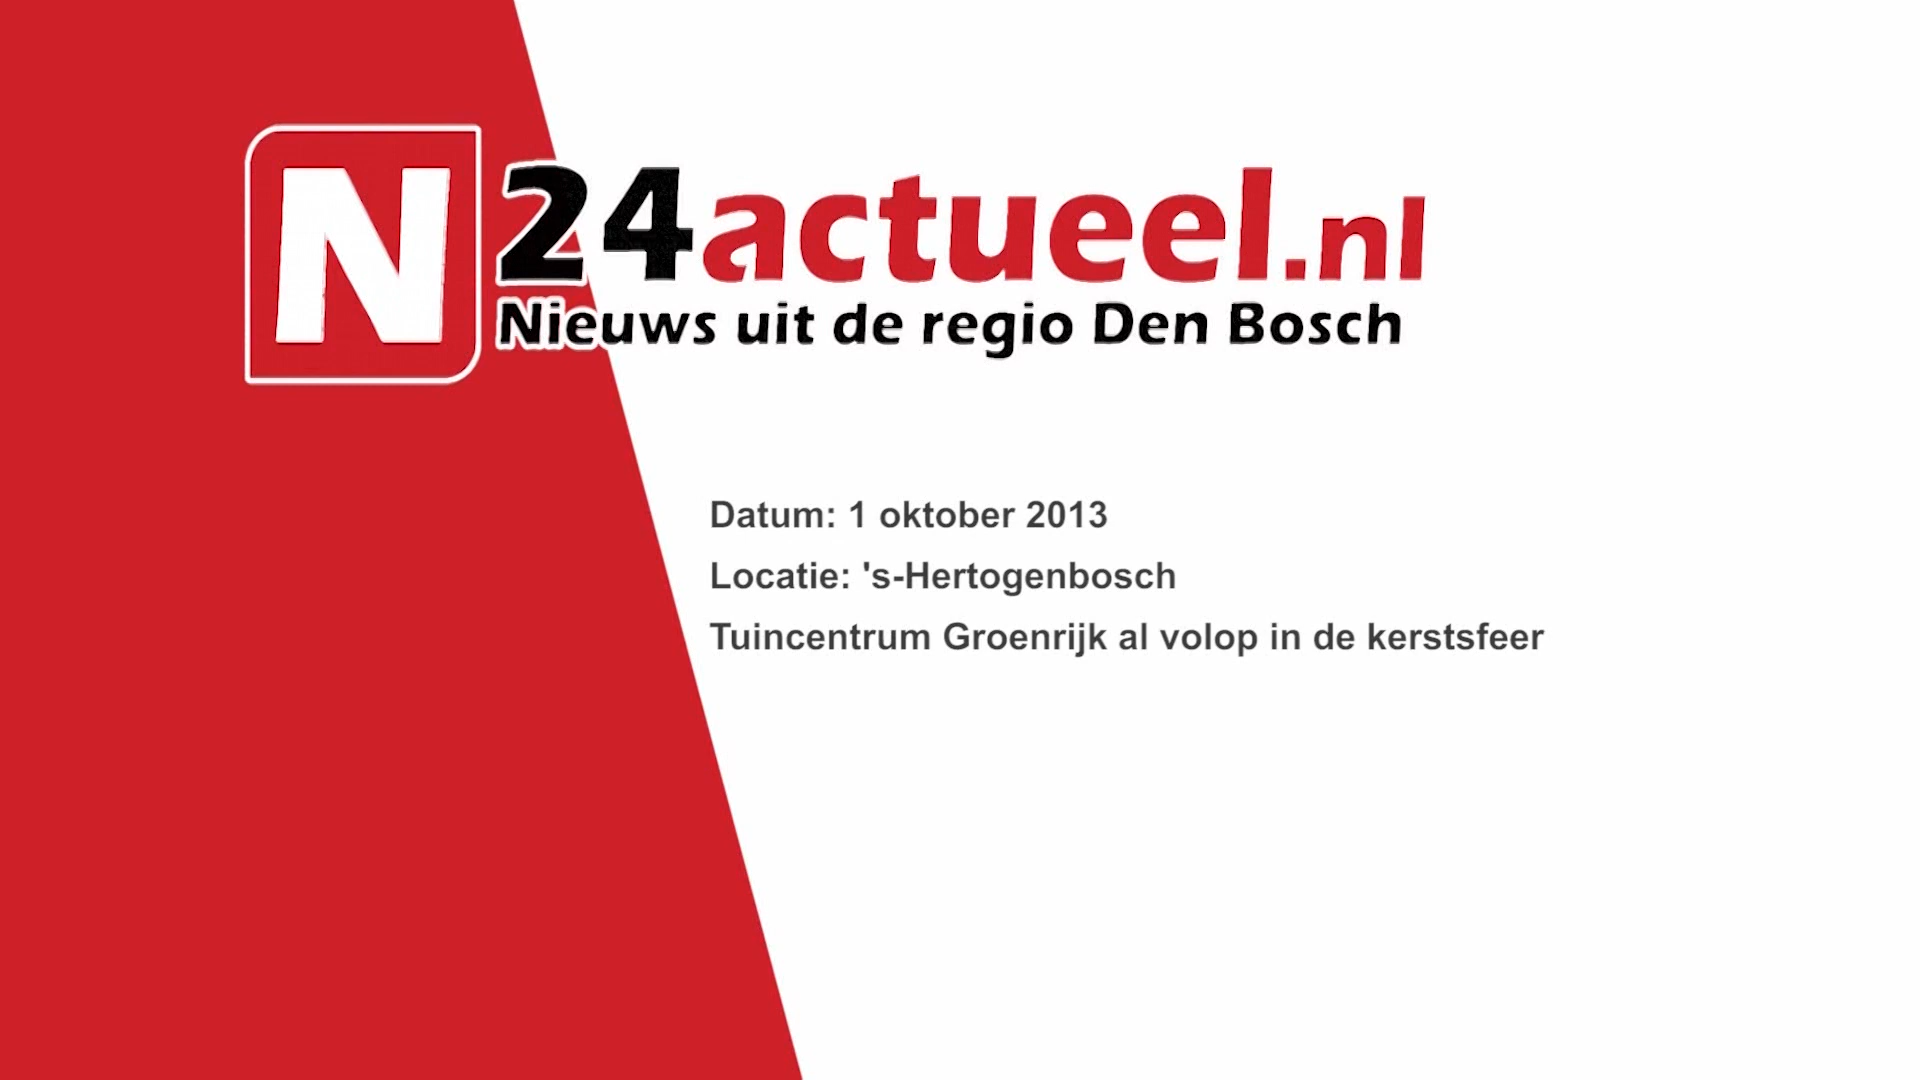 N24actueel.nl
Nieuws uit de regio Den Bosch
Datum: 1 oktober 2013
Locatie: 's-Hertogenbosch
Tuincentrum Groenrijk al volop in de kerstsfeer